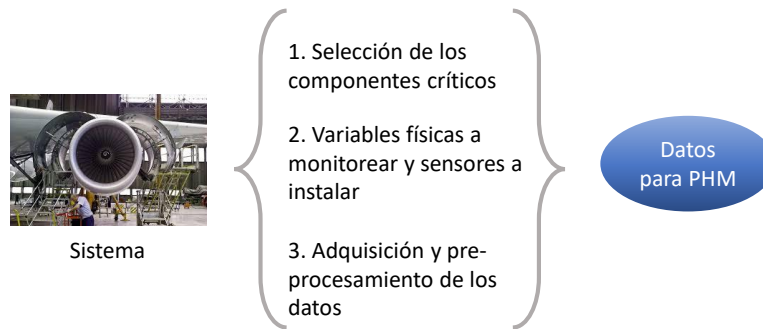 1. Selección de los
componentes críticos
2. Variables físicas a
monitorear y sensores a
instalar
3. Adquisición y pre-
procesamiento de los
datos
Sistema
Datos
para PHM